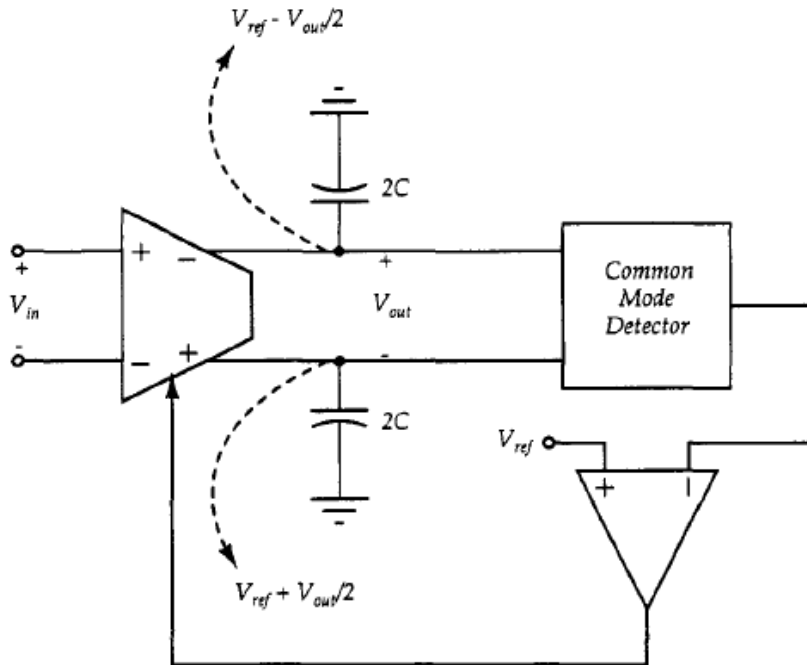 V_ref - V_out/2
2C
+ −
+
V_in
-
+
V_out
-
− +
2C
Common
Mode
Detector
V_ref
+ −
V_ref + V_out/2